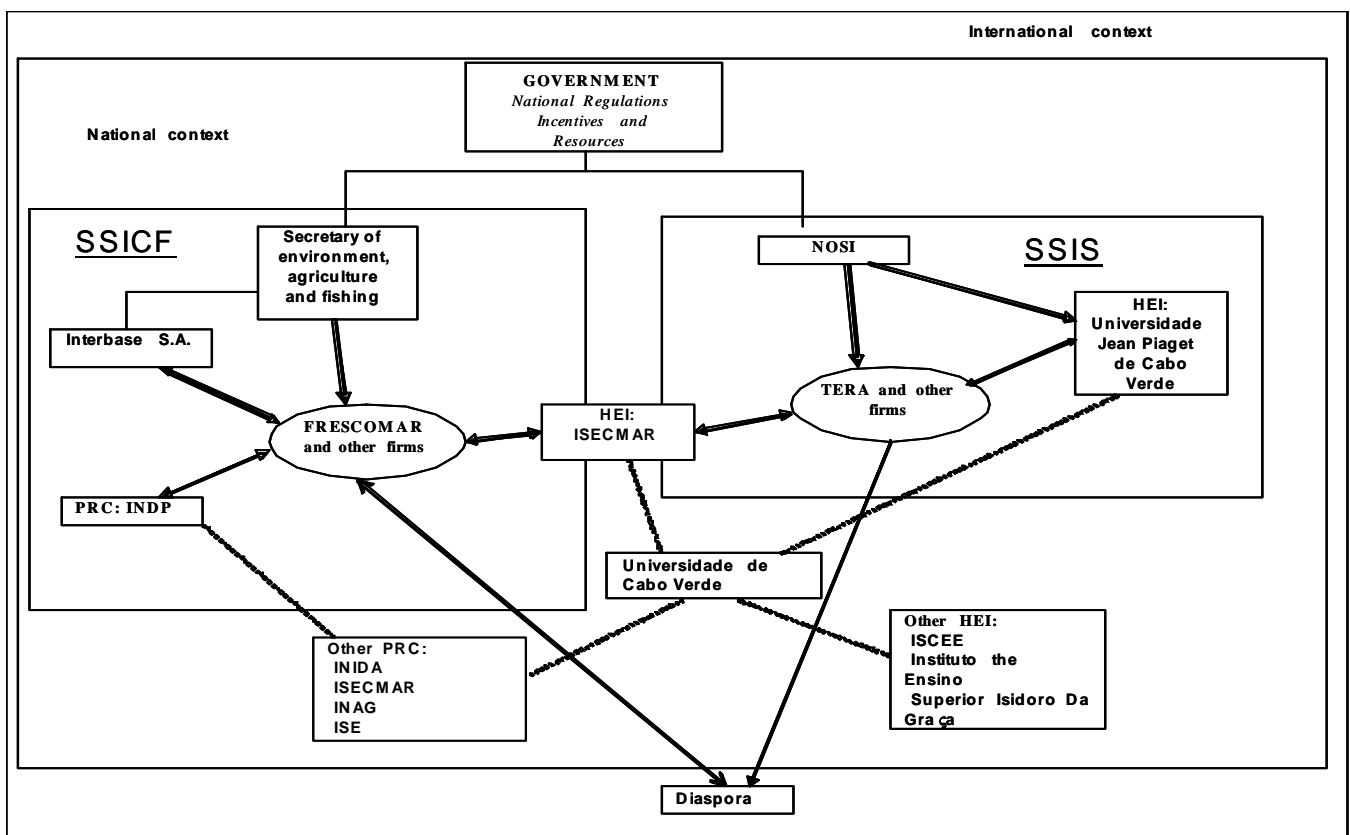 International context
GOVERNMENT
National Regulations
Incentives and
Resources
National context
SSICF
Secretary of
environment,
agriculture
and fishing
Interbase S.A.
FRESCOMAR
and other firms
PRC: INDP
HEI:
ISECMAR
NOSI
SSIS
HEI:
Universidade
Jean Piaget
de Cabo
Verde
TERA and other
firms
Universidade de
Cabo Verde
Other PRC:
INIDA
ISECMAR
INAG
ISE
Other HEI:
ISCEE
Instituto the
Ensino
Superior Isidoro Da
Graça
Diaspora